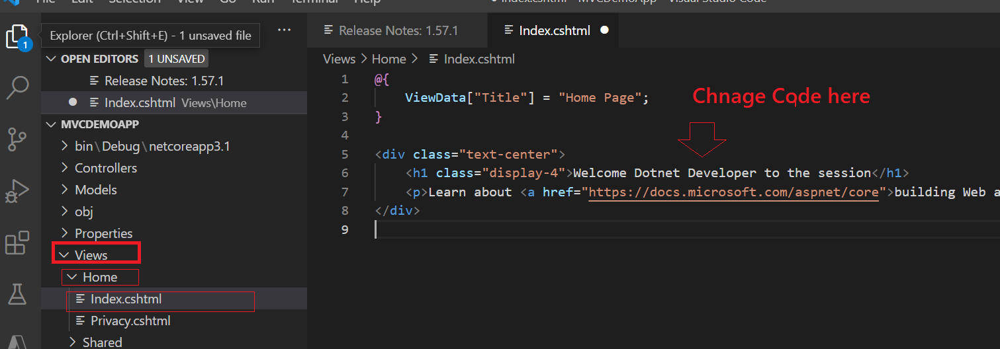 File Edit Selection View Go Run Terminal Help ● Index.cshtml - MVCDemoApp - Visual Studio Code
1
Explorer (Ctrl+Shift+E) - 1 unsaved file
...
Release Notes: 1.57.1
Index.cshtml ●
OPEN EDITORS 1 UNSAVED
Release Notes: 1.57.1
● Index.cshtml Views\Home
MVCDEMOAPP
bin\Debug\netcoreapp3.1
Controllers
Models
obj
Properties
Views
Home
Index.cshtml
Privacy.cshtml
Shared
Views > Home > Index.cshtml
1 @{
2 ViewData["Title"] = "Home Page";
3 }
4
5 <div class="text-center">
6 <h1 class="display-4">Welcome Dotnet Developer to the session</h1>
7 <p>Learn about <a href="https://docs.microsoft.com/aspnet/core">building Web a
8 </div>
9
Chnage Code here